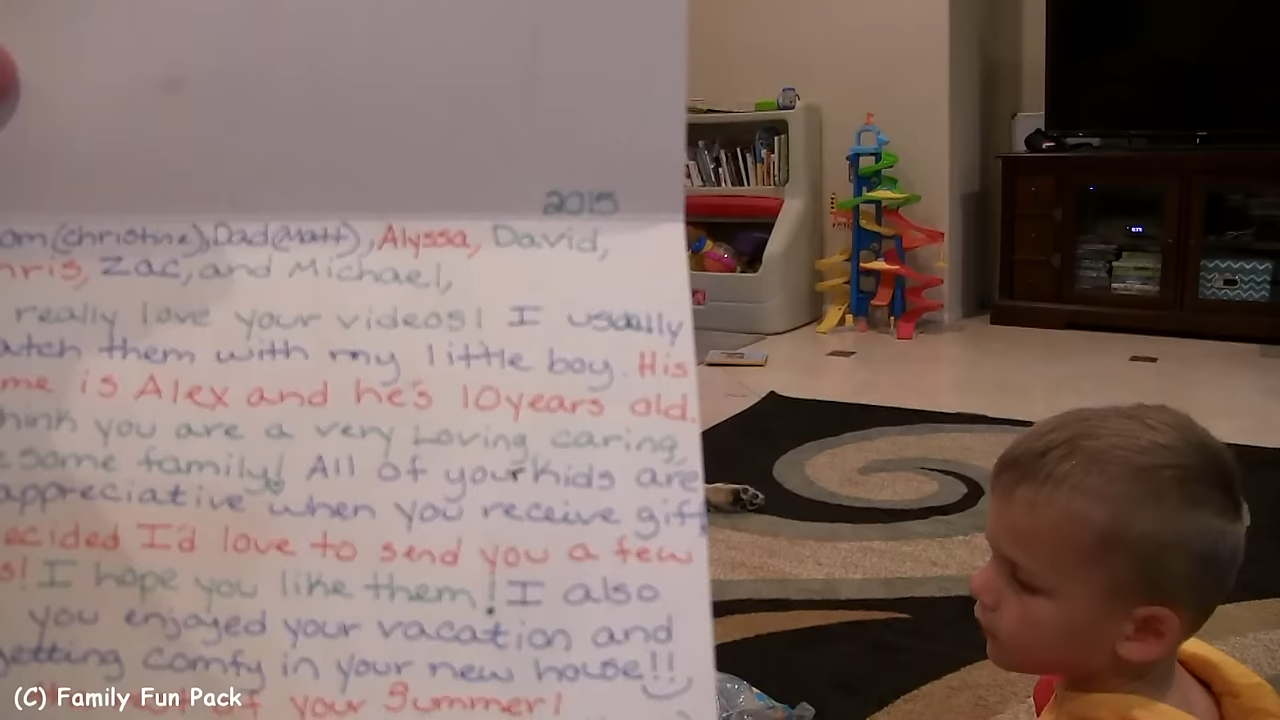 2015
om(christine),Dad(Matt),Alyssa, David,
hris, Zac, and Michael,
really love your videos! I usually
atch them with my little boy. His
me is Alex and he's 10years old.
hink you are a very Loving, caring,
some family! All of your kids are
appreciative when you receive gift
ecided I'd love to send you a few
s! I hope you like them! I also
you enjoyed your vacation and
getting comfy in your new house!!
of your Summer!
(C) Family Fun Pack